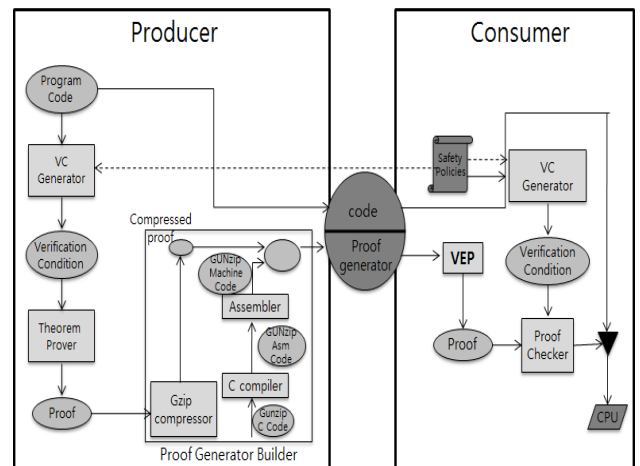 Producer
Program
Code
VC
Generator
Verification
Condition
Theorem
Prover
Proof
Compressed
proof
GUNzip
Machine
Code
Assembler
GUNzip
Asm
Code
C compiler
Gunzip
C Code
Gzip
compressor
Proof Generator Builder
code
Proof
generator
Consumer
Safety
Policies
VC
Generator
VEP
Verification
Condition
Proof
Proof
Checker
CPU